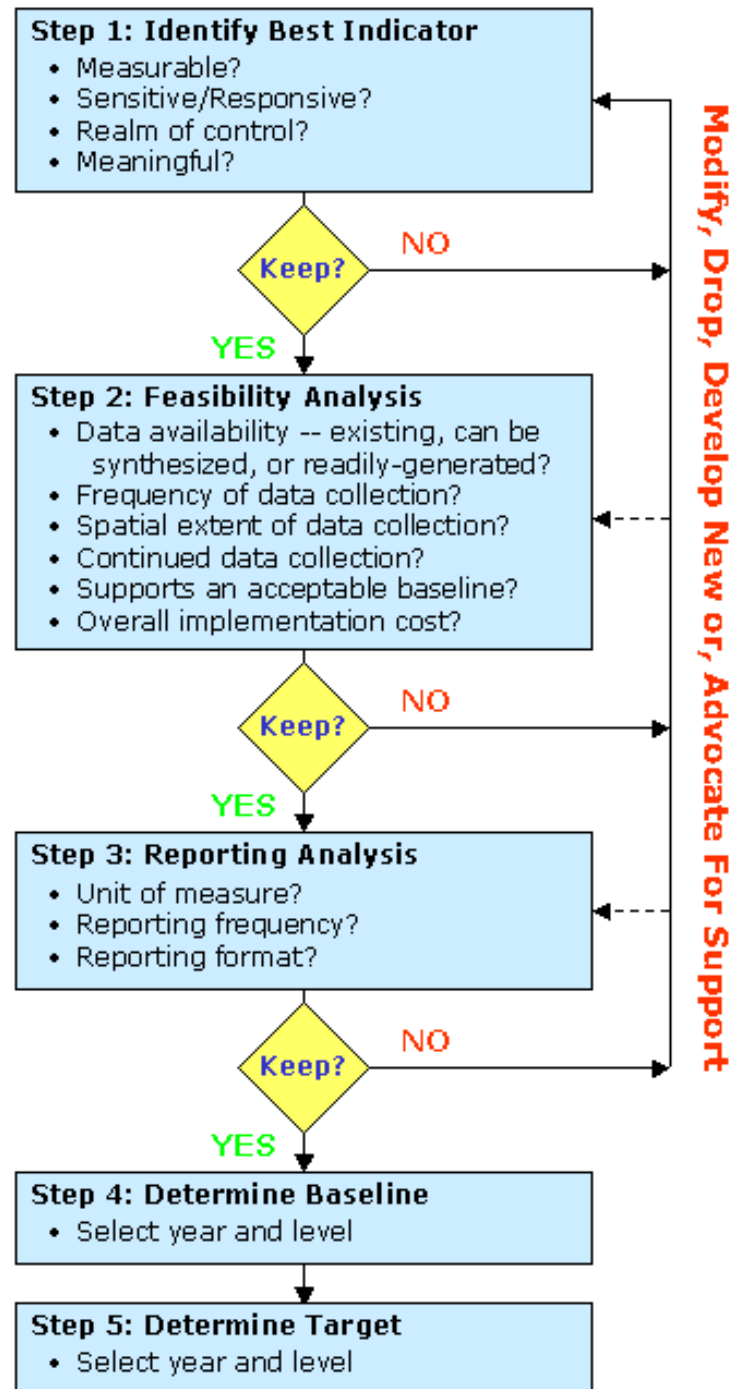 Step 1: Identify Best Indicator
• Measurable?
• Sensitive/Responsive?
• Realm of control?
• Meaningful?
Keep?
NO
YES
Step 2: Feasibility Analysis
• Data availability -- existing, can be
synthesized, or readily-generated?
• Frequency of data collection?
• Spatial extent of data collection?
• Continued data collection?
• Supports an acceptable baseline?
• Overall implementation cost?
Keep?
NO
YES
Step 3: Reporting Analysis
• Unit of measure?
• Reporting frequency?
• Reporting format?
Keep?
NO
YES
Step 4: Determine Baseline
• Select year and level
Step 5: Determine Target
• Select year and level
Modify, Drop, Develop New or, Advocate For Support